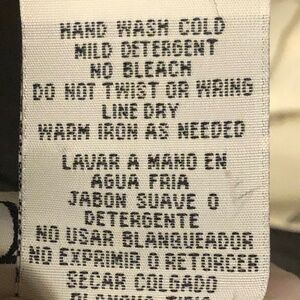 HAND WASH COLD
MILD DETERGENT
NO BLEACH
DO NOT TWIST OR WRING
LINE DRY
WARM IRON AS NEEDED
LAVAR A MANO EN
AGUA FRIA
JABON SUAVE O
DETERGENTE
NO USAR BLANQUEADOR
NO EXPRIMIR O RETORCER
SECAR COLGADO